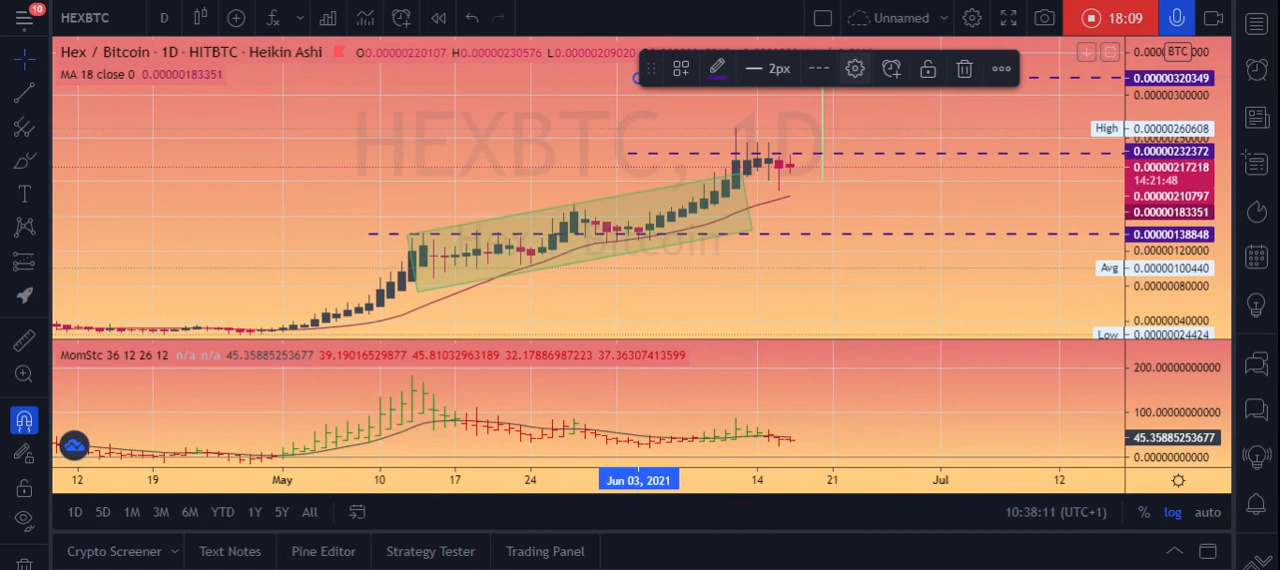 10
HEXBTC D Unnamed 18:09
Hex / Bitcoin · 1D · HITBTC · Heikin Ashi O0.00000220107 H0.00000230576 L0.00000209020
MA 18 close 0 0.00000183351
2px
BTC
0.00000320349
0.00000300000
High 0.00000260608
0.00000232372
0.00000217218
14:21:48
0.00000210797
0.00000183351
0.00000138848
0.00000120000
Avg 0.00000100440
0.00000080000
0.00000040000
Low 0.00000024424
HEXBTC, 1D
Bitcoin
MomStc 36 12 26 12 n/a n/a 45.35885253677 39.19016529877 45.81032963189 32.17886987223 37.36307413599
200.00000000000
100.00000000000
45.35885253677
0.00000000000
12 19 May 10 17 24 Jun 03, 2021 14 21 Jul 12
1D 5D 1M 3M 6M YTD 1Y 5Y All 10:38:11 (UTC+1) % log auto
Crypto Screener Text Notes Pine Editor Strategy Tester Trading Panel